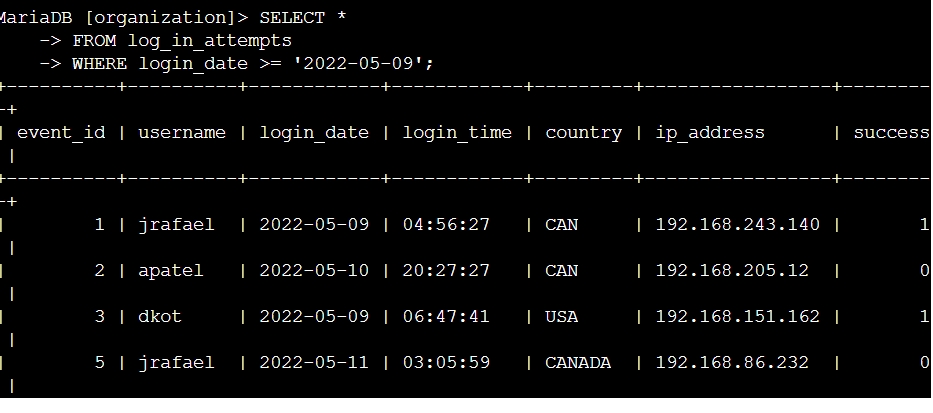 MariaDB [organization]> SELECT *
    -> FROM log_in_attempts
    -> WHERE login_date >= '2022-05-09';
+----------+----------+------------+------------+---------+-----------------+--------
-+
| event_id | username | login_date | login_time | country | ip_address      | success
 |
+----------+----------+------------+------------+---------+-----------------+--------
-+
|        1 | jrafael  | 2022-05-09 | 04:56:27   | CAN     | 192.168.243.140 |       1
 |
|        2 | apatel   | 2022-05-10 | 20:27:27   | CAN     | 192.168.205.12  |       0
 |
|        3 | dkot     | 2022-05-09 | 06:47:41   | USA     | 192.168.151.162 |       1
 |
|        5 | jrafael  | 2022-05-11 | 03:05:59   | CANADA  | 192.168.86.232  |       0
 |